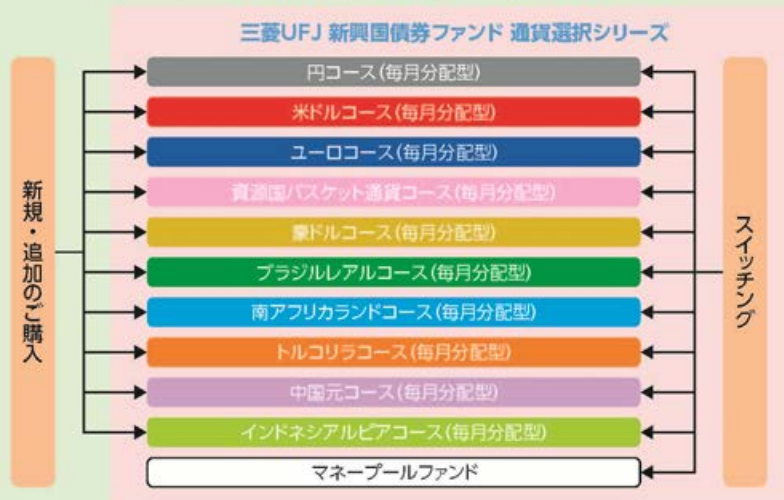 三菱UFJ 新興国債券ファンド 通貨選択シリーズ
新規・追加のご購入
円コース(毎月分配型)
米ドルコース(毎月分配型)
ユーロコース(毎月分配型)
資源国バスケット通貨コース(毎月分配型)
豪ドルコース(毎月分配型)
ブラジルレアルコース(毎月分配型)
南アフリカランドコース(毎月分配型)
トルコリラコース(毎月分配型)
中国元コース(毎月分配型)
インドネシアルピアコース(毎月分配型)
マネープールファンド
スイッチング